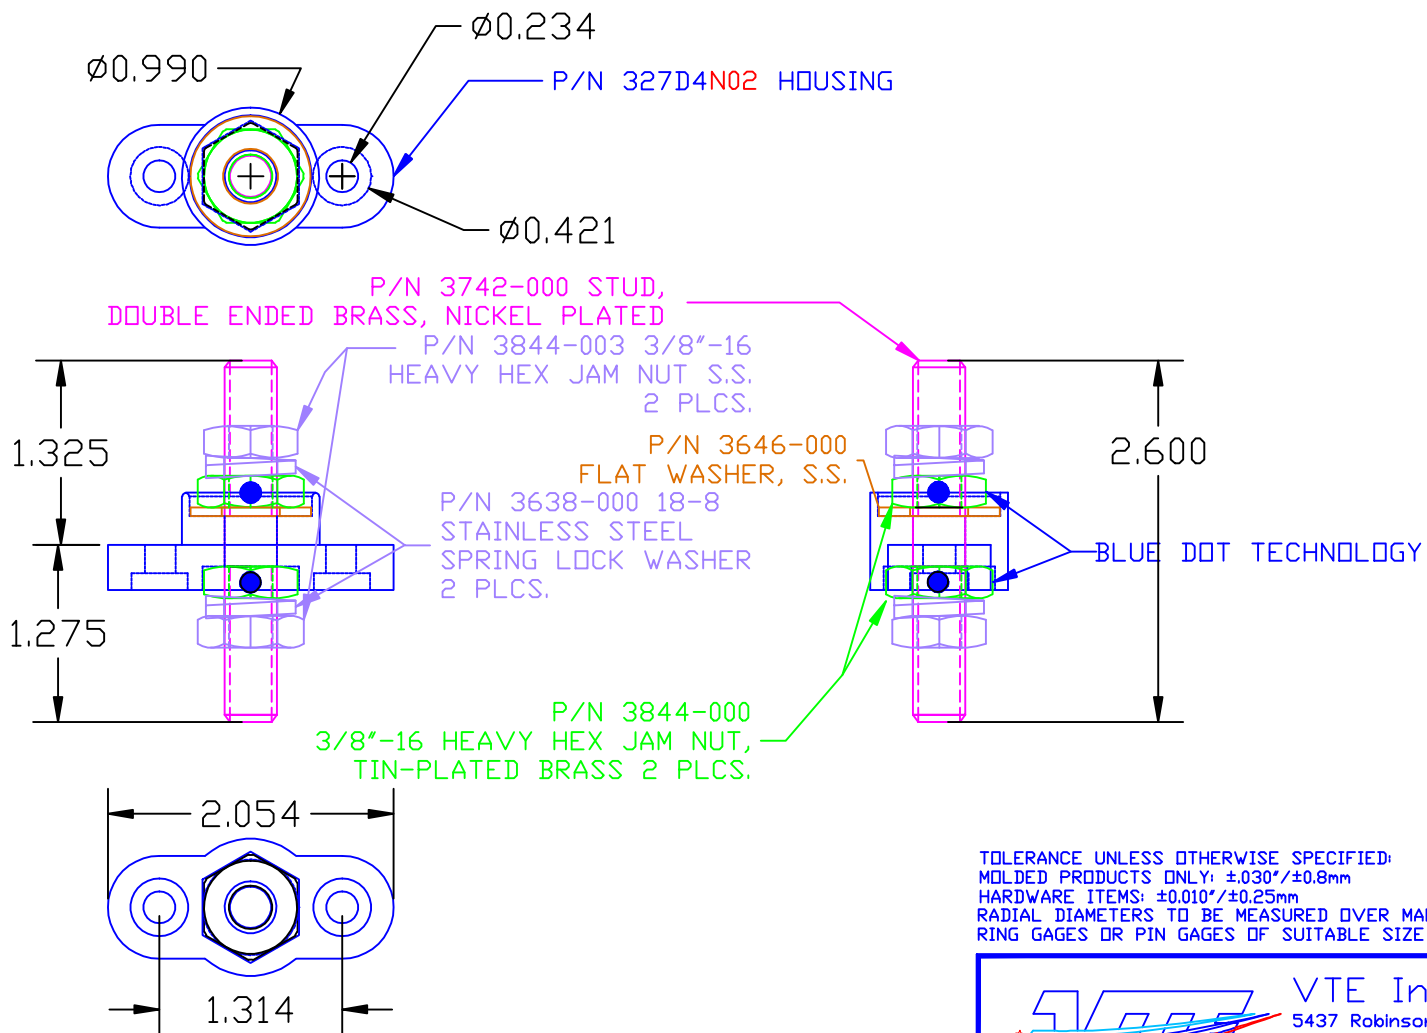 Ø0.234
Ø0.990
P/N 327D4N02 HOUSING
Ø0.421
P/N 3742-000 STUD,
DOUBLE ENDED BRASS, NICKEL PLATED
P/N 3844-003 3/8"-16
HEAVY HEX JAM NUT S.S.
2 PLCS.
1.325
P/N 3646-000
FLAT WASHER, S.S.
2.600
P/N 3638-000 18-8
STAINLESS STEEL
SPRING LOCK WASHER
2 PLCS.
BLUE DOT TECHNOLOGY
1.275
P/N 3844-000
3/8"-16 HEAVY HEX JAM NUT,
TIN-PLATED BRASS 2 PLCS.
2.054
TOLERANCE UNLESS OTHERWISE SPECIFIED:
MOLDED PRODUCTS ONLY: ±.030"/±0.8mm
HARDWARE ITEMS: ±0.010"/±0.25mm
RADIAL DIAMETERS TO BE MEASURED OVER
RING GAGES OR PIN GAGES OF SUITABLE SIZE
1.314
VTE
5437